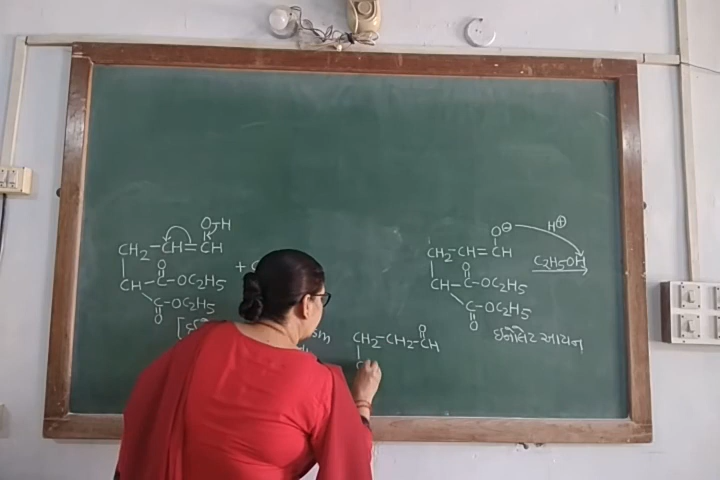 O-H
CH2-CH=CH
O
CH-C-OC2H5
C-OC2H5
O
+ C
O⊖ H⊕
CH2-CH=CH
C2H5OH
O
CH-C-OC2H5
C-OC2H5
O
ઇનોલેટ આયન
O
CH2-CH2-CH